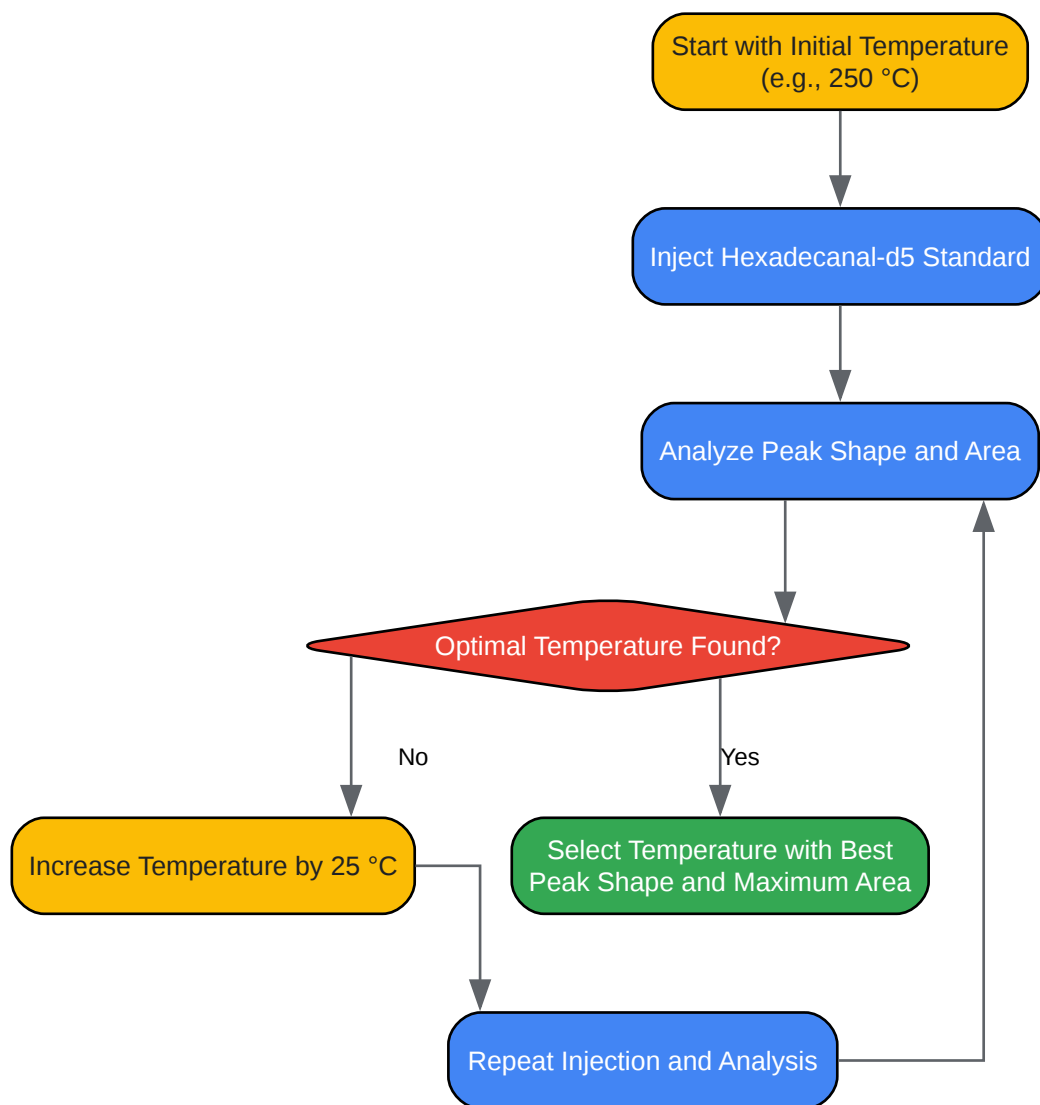 Start with Initial Temperature
(e.g., 250 °C)
Inject Hexadecanal-d5 Standard
Analyze Peak Shape and Area
Optimal Temperature Found?
No
Yes
Increase Temperature by 25 °C
Select Temperature with Best
Peak Shape and Maximum Area
Repeat Injection and Analysis